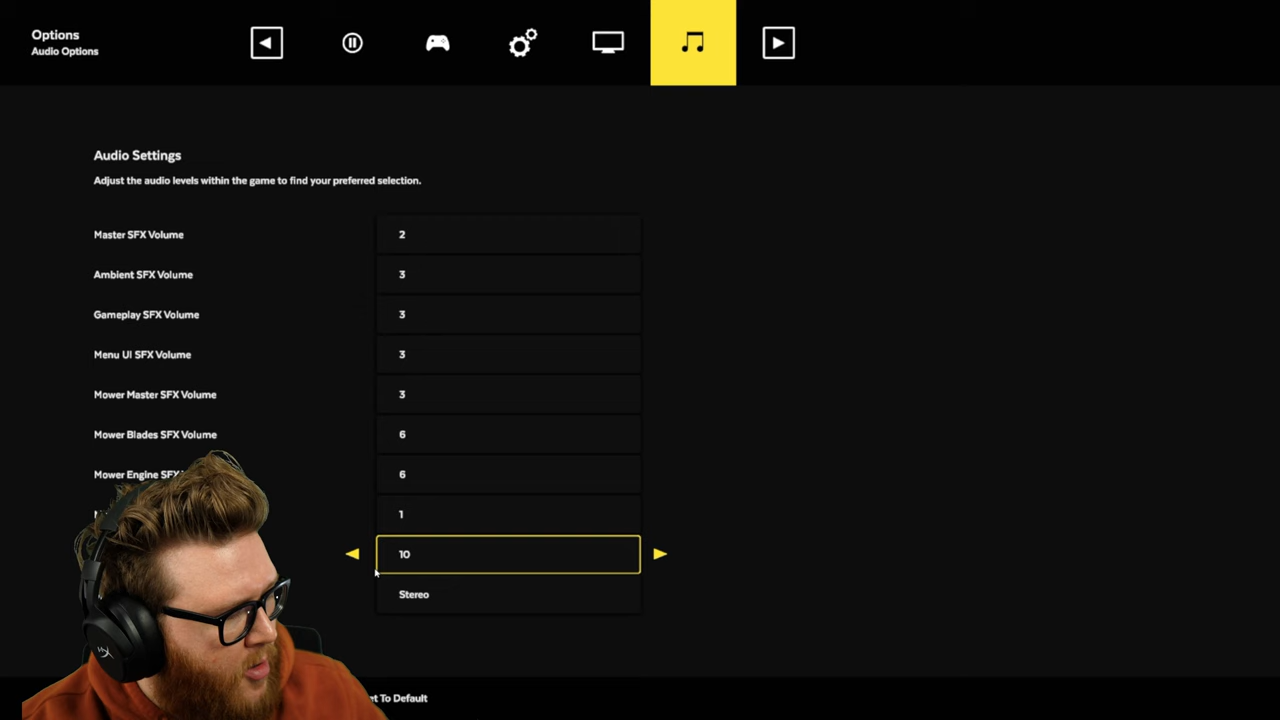 Options
Audio Options
Audio Settings
Adjust the audio levels within the game to find your preferred selection.
Master SFX Volume 2
Ambient SFX Volume 3
Gameplay SFX Volume 3
Menu UI SFX Volume 3
Mower Master SFX Volume 3
Mower Blades SFX Volume 6
Mower Engine SFX 6
1
10
Stereo
To Default